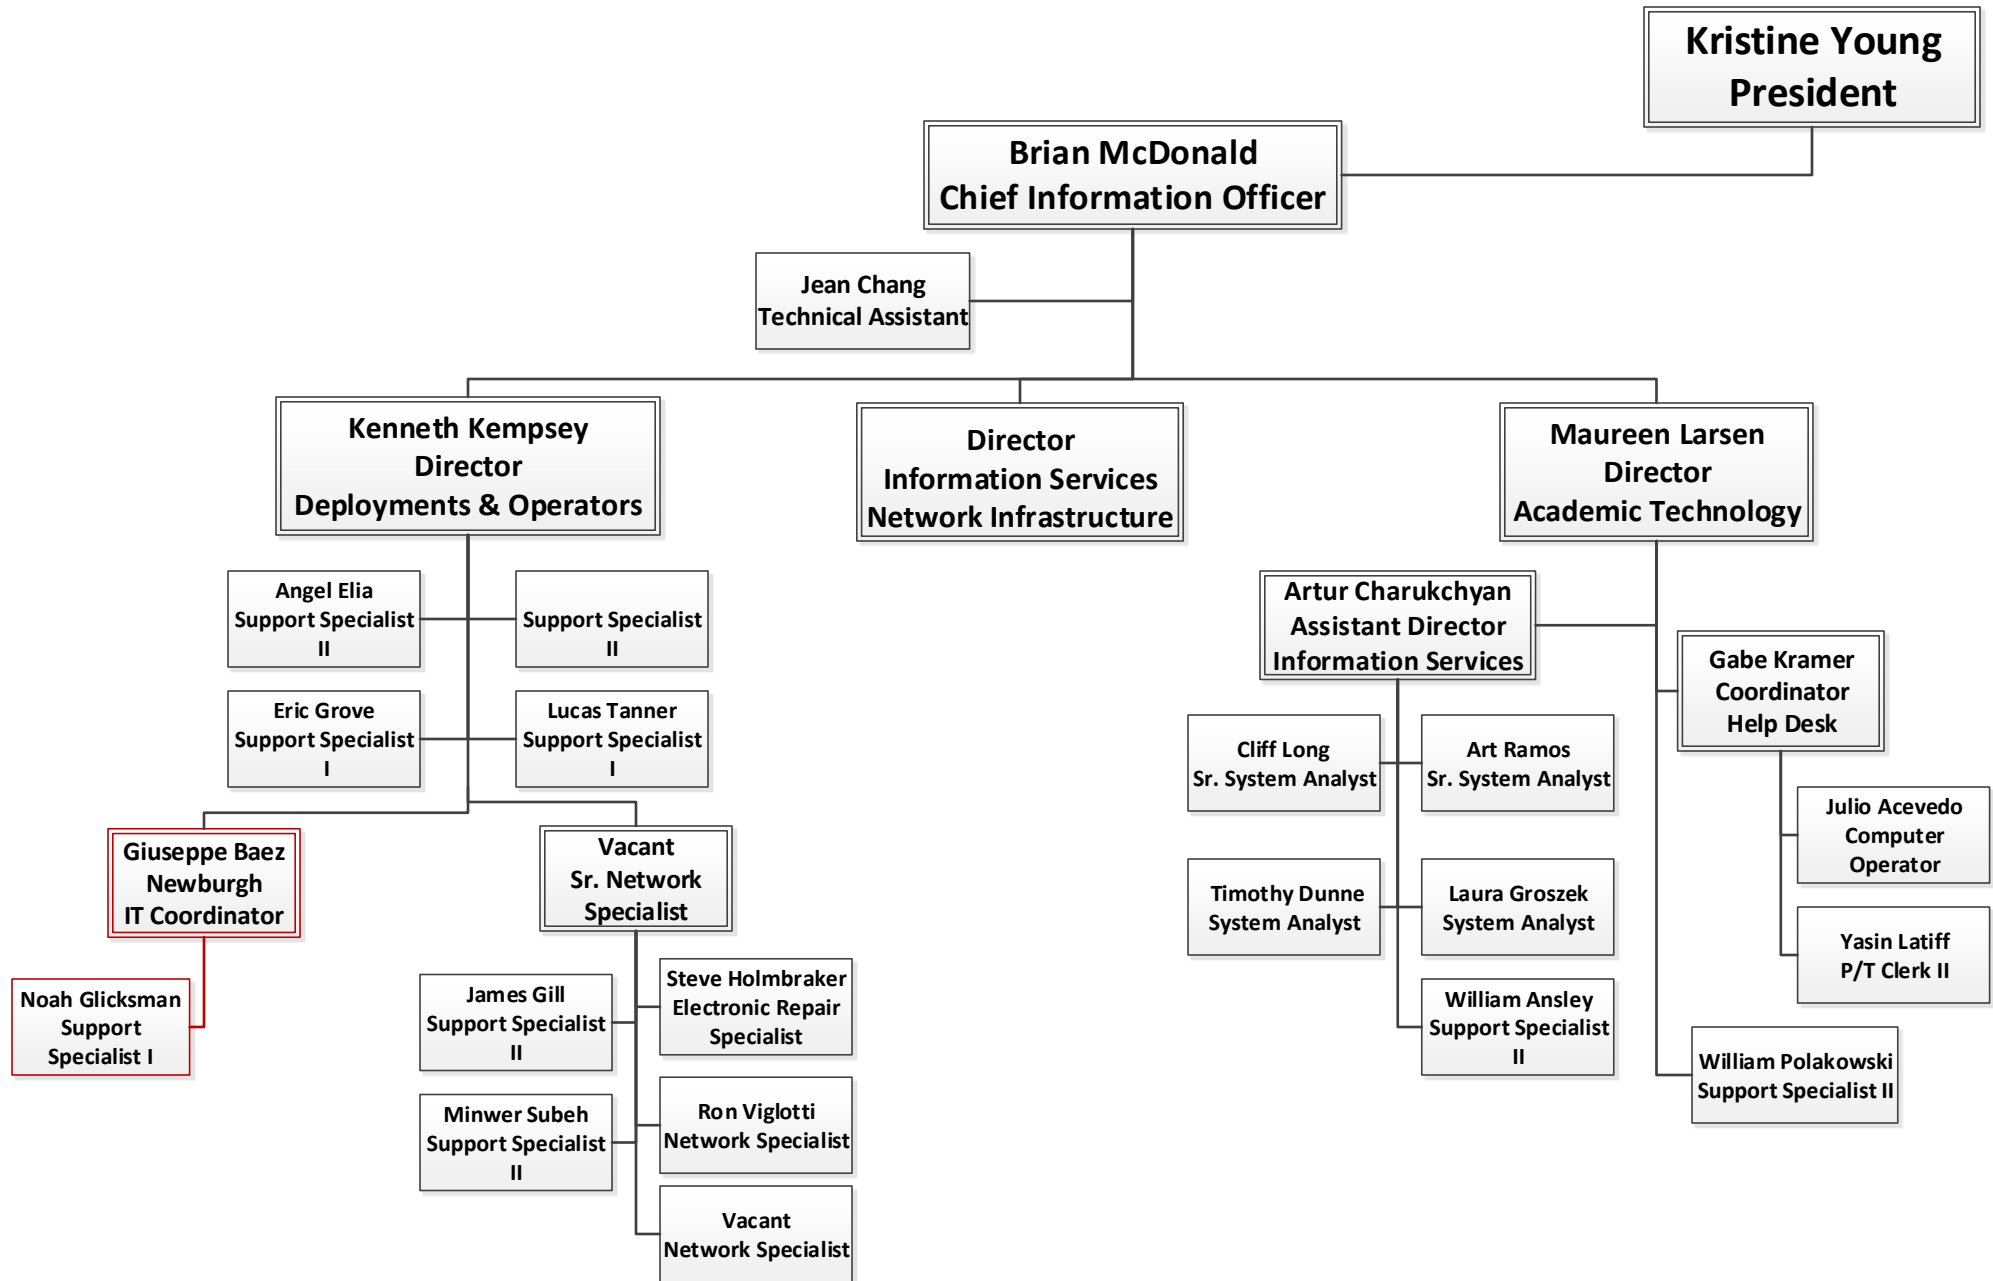 Kristine Young
President
Brian McDonald
Chief Information Officer
Jean Chang
Technical Assistant
Kenneth Kempsey
Director
Deployments & Operators
Director
Information Services
Network Infrastructure
Maureen Larsen
Director
Academic Technology
Angel Elia
Support Specialist
II
Support Specialist
II
Eric Grove
Support Specialist
I
Lucas Tanner
Support Specialist
I
Giuseppe Baez
Newburgh
IT Coordinator
Noah Glicksman
Support
Specialist I
Vacant
Sr. Network
Specialist
James Gill
Support Specialist
II
Steve Holmbraker
Electronic Repair
Specialist
Minwer Subeh
Support Specialist
II
Ron Viglotti
Network Specialist
Vacant
Network Specialist
Artur Charukchyan
Assistant Director
Information Services
Cliff Long
Sr. System Analyst
Art Ramos
Sr. System Analyst
Timothy Dunne
System Analyst
Laura Groszek
System Analyst
William Ansley
Support Specialist
II
Gabe Kramer
Coordinator
Help Desk
Julio Acevedo
Computer
Operator
Yasin Latiff
P/T Clerk II
William Polakowski
Support Specialist II